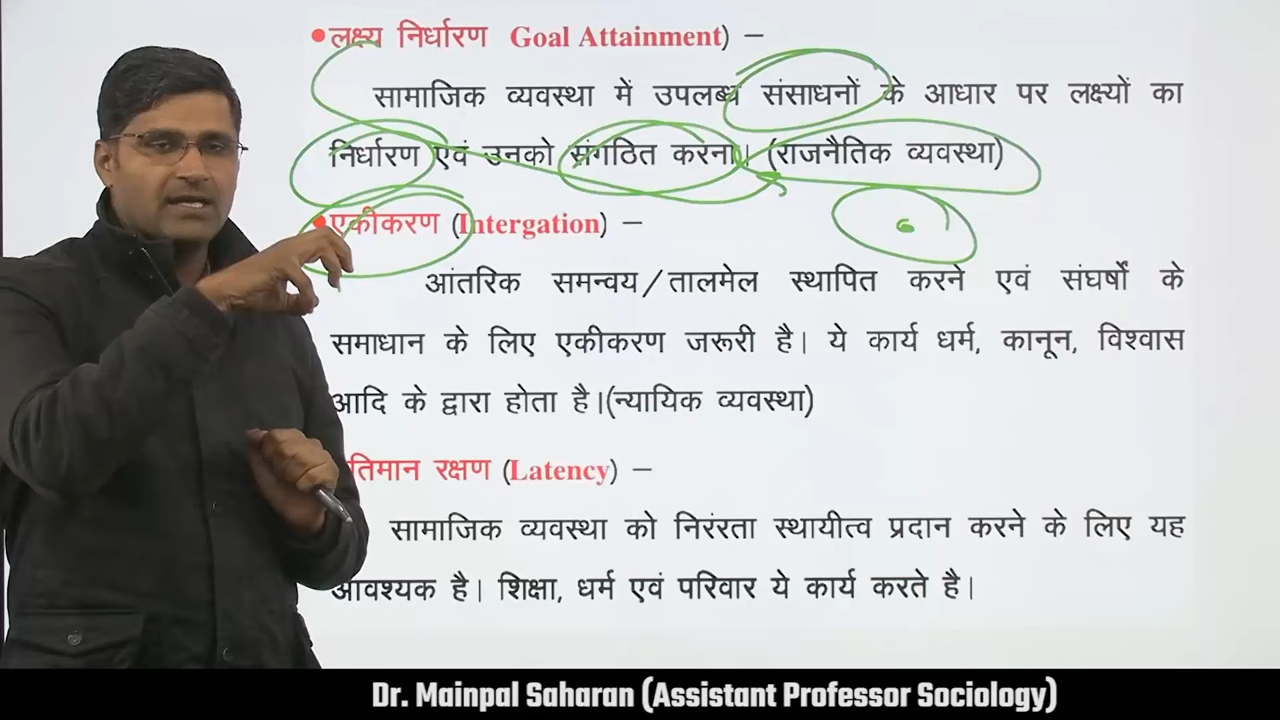 •लक्ष्य निर्धारण Goal Attainment) –
सामाजिक व्यवस्था में उपलब्ध संसाधनों के आधार पर लक्ष्यों का
निर्धारण एवं उनको संगठित करना। (राजनैतिक व्यवस्था)
•एकीकरण (Intergation) –
आंतरिक समन्वय/तालमेल स्थापित करने एवं संघर्षों के
समाधान के लिए एकीकरण जरूरी है। ये कार्य धर्म, कानून, विश्वास
आदि के द्वारा होता है।(न्यायिक व्यवस्था)
तिमान रक्षण (Latency) –
सामाजिक व्यवस्था को निरंरता स्थायीत्व प्रदान करने के लिए यह
आवश्यक है। शिक्षा, धर्म एवं परिवार ये कार्य करते है।
Dr. Mainpal Saharan (Assistant Professor Sociology)